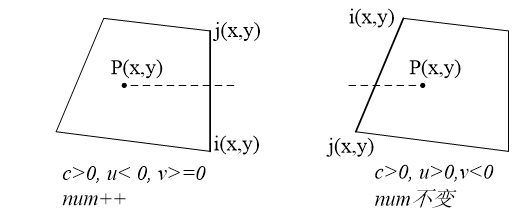 j(x,y)
P(x,y)
i(x,y)
c>0, u< 0, v>=0
num++
i(x,y)
P(x,y)
j(x,y)
c>0, u>0,v<0
num不变